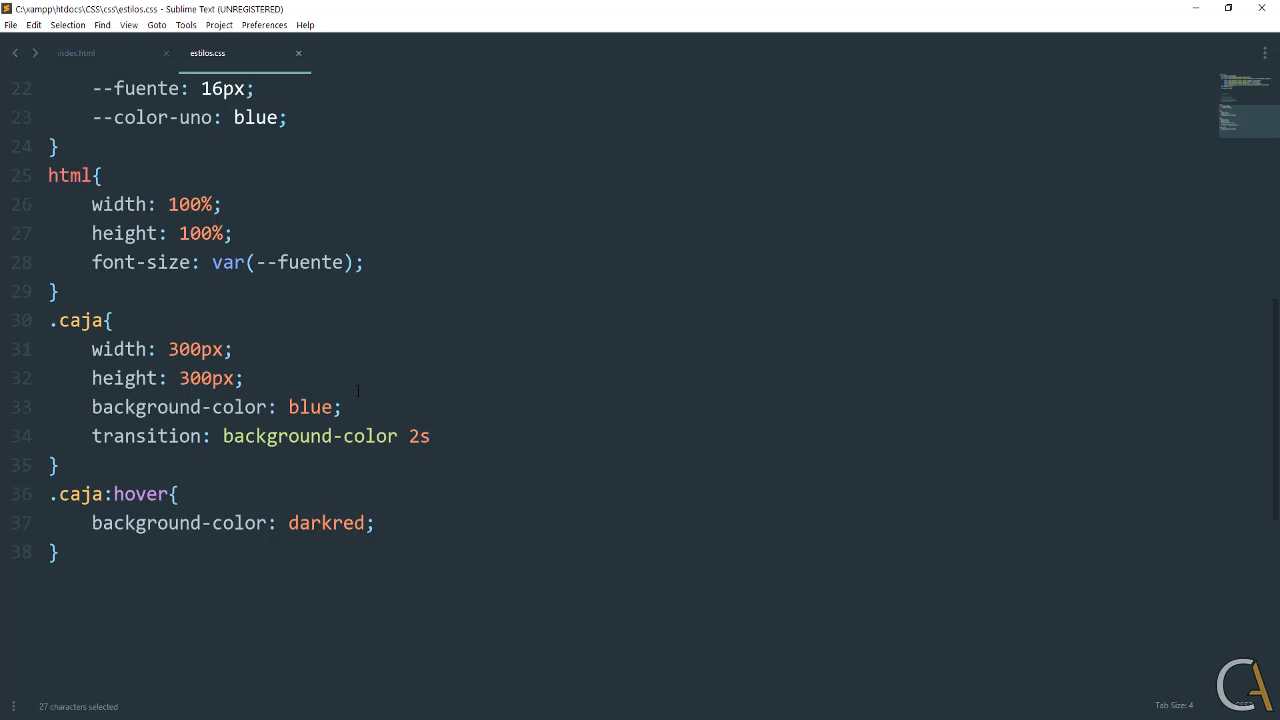 C:\xampp\htdocs\CSS\css\estilos.css - Sublime Text (UNREGISTERED)
File Edit Selection Find View Goto Tools Project Preferences Help
index.html estilos.css
22 --fuente: 16px;
23 --color-uno: blue;
24 }
25 html{
26 width: 100%;
27 height: 100%;
28 font-size: var(--fuente);
29 }
30 .caja{
31 width: 300px;
32 height: 300px;
33 background-color: blue;
34 transition: background-color 2s
35 }
36 .caja:hover{
37 background-color: darkred;
38 }
27 characters selected Tab Size: 4